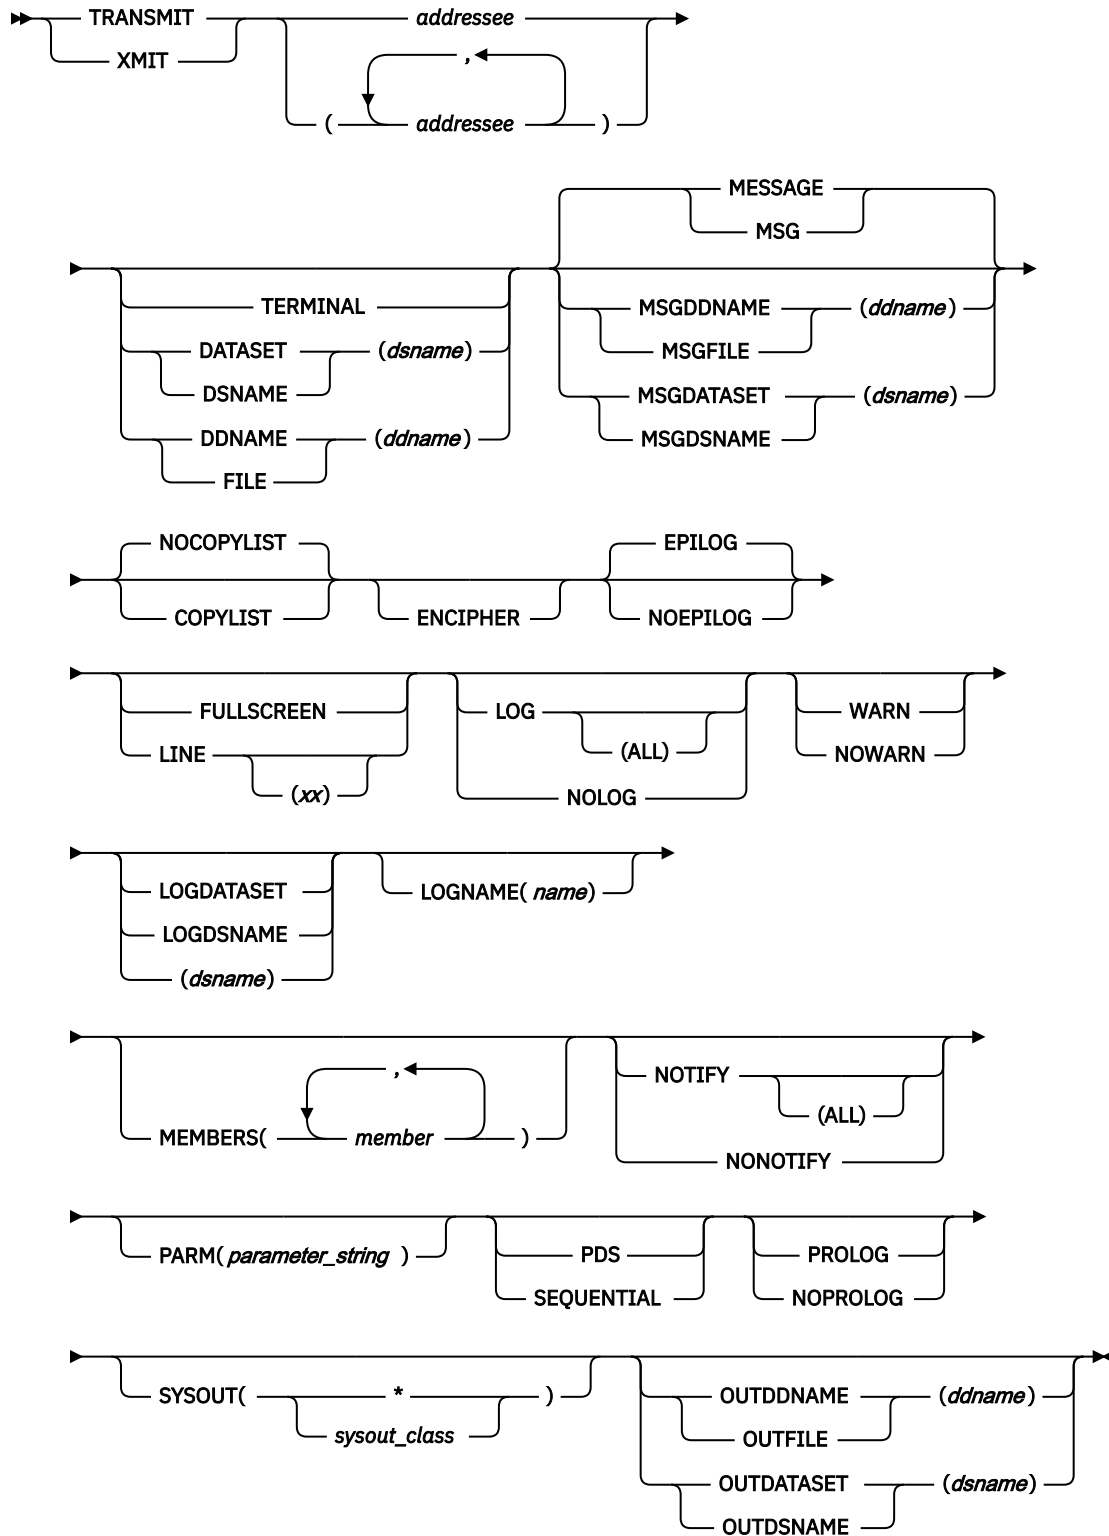 TRANSMIT addressee
XMIT ,
( addressee )
MESSAGE
MSG
TERMINAL MSGDDNAME (ddname)
DATASET (dsname) MSGFILE
DSNAME MSGDATASET (dsname)
DDNAME (ddname) MSGDSNAME
FILE
NOCOPYLIST EPILOG
COPYLIST ENCIPHER NOEPILOG
FULLSCREEN LOG WARN
LINE (ALL) NOWARN
(xx) NOLOG
LOGDATASET LOGNAME( name)
LOGDSNAME
(dsname)
, NOTIFY
(ALL)
MEMBERS( member )
NONOTIFY
PARM( parameter_string ) PDS PROLOG
SEQUENTIAL NOPROLOG
SYSOUT( * ) OUTDDNAME (ddname)
sysout_class OUTFILE
OUTDATASET (dsname)
OUTDSNAME